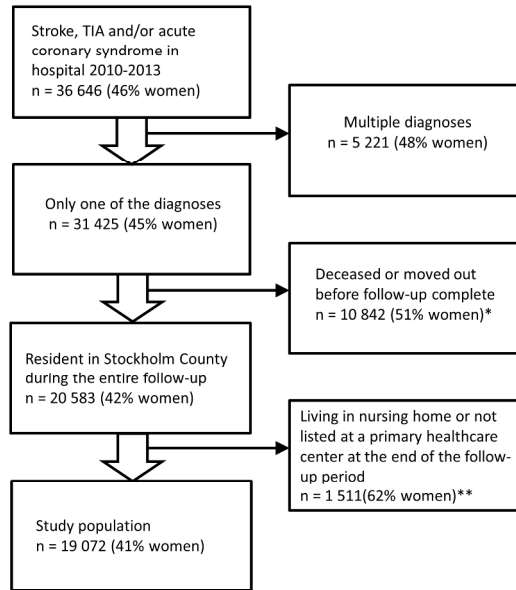 Stroke, TIA and/or acute
coronary syndrome in
hospital 2010-2013
n = 36 646 (46% women)
Multiple diagnoses
n = 5 221 (48% women)
Only one of the diagnoses
n = 31 425 (45% women)
Deceased or moved out
before follow-up complete
n = 10 842 (51% women)*
Resident in Stockholm County
during the entire follow-up
n = 20 583 (42% women)
Living in nursing home or not
listed at a primary healthcare
center at the end of the follow-
up period
n = 1 511(62% women)**
Study population
n = 19 072 (41% women)